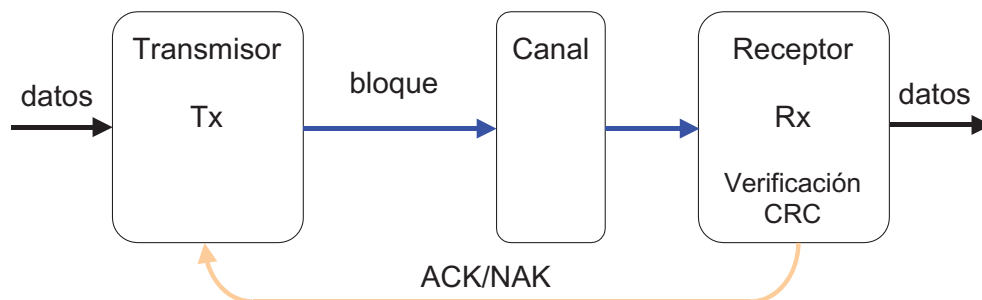 Transmisor
Canal
Receptor
datos
bloque
datos
Tx
Rx
Verificación
CRC
ACK/NAK